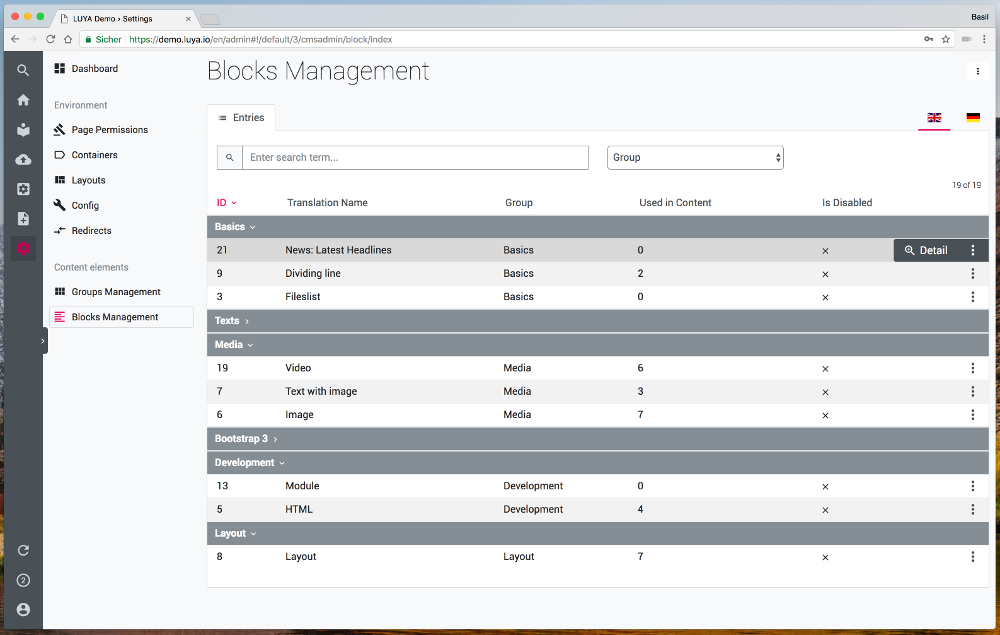 LUYA Demo › Settings
Basil
Sicher https://demo.luya.io/en/admin#!/default/3/cmsadmin/block/index
Dashboard
Environment
Page Permissions
Containers
Layouts
Config
Redirects
Content elements
Groups Management
Blocks Management
Blocks Management
Entries
Enter search term...
Group
19 of 19
ID Translation Name Group Used in Content Is Disabled
Basics
21 News: Latest Headlines Basics 0 Detail
9 Dividing line Basics 2
3 Fileslist Basics 0
Texts
Media
19 Video Media 6
7 Text with image Media 3
6 Image Media 7
Bootstrap 3
Development
13 Module Development 0
5 HTML Development 4
Layout
8 Layout Layout 7